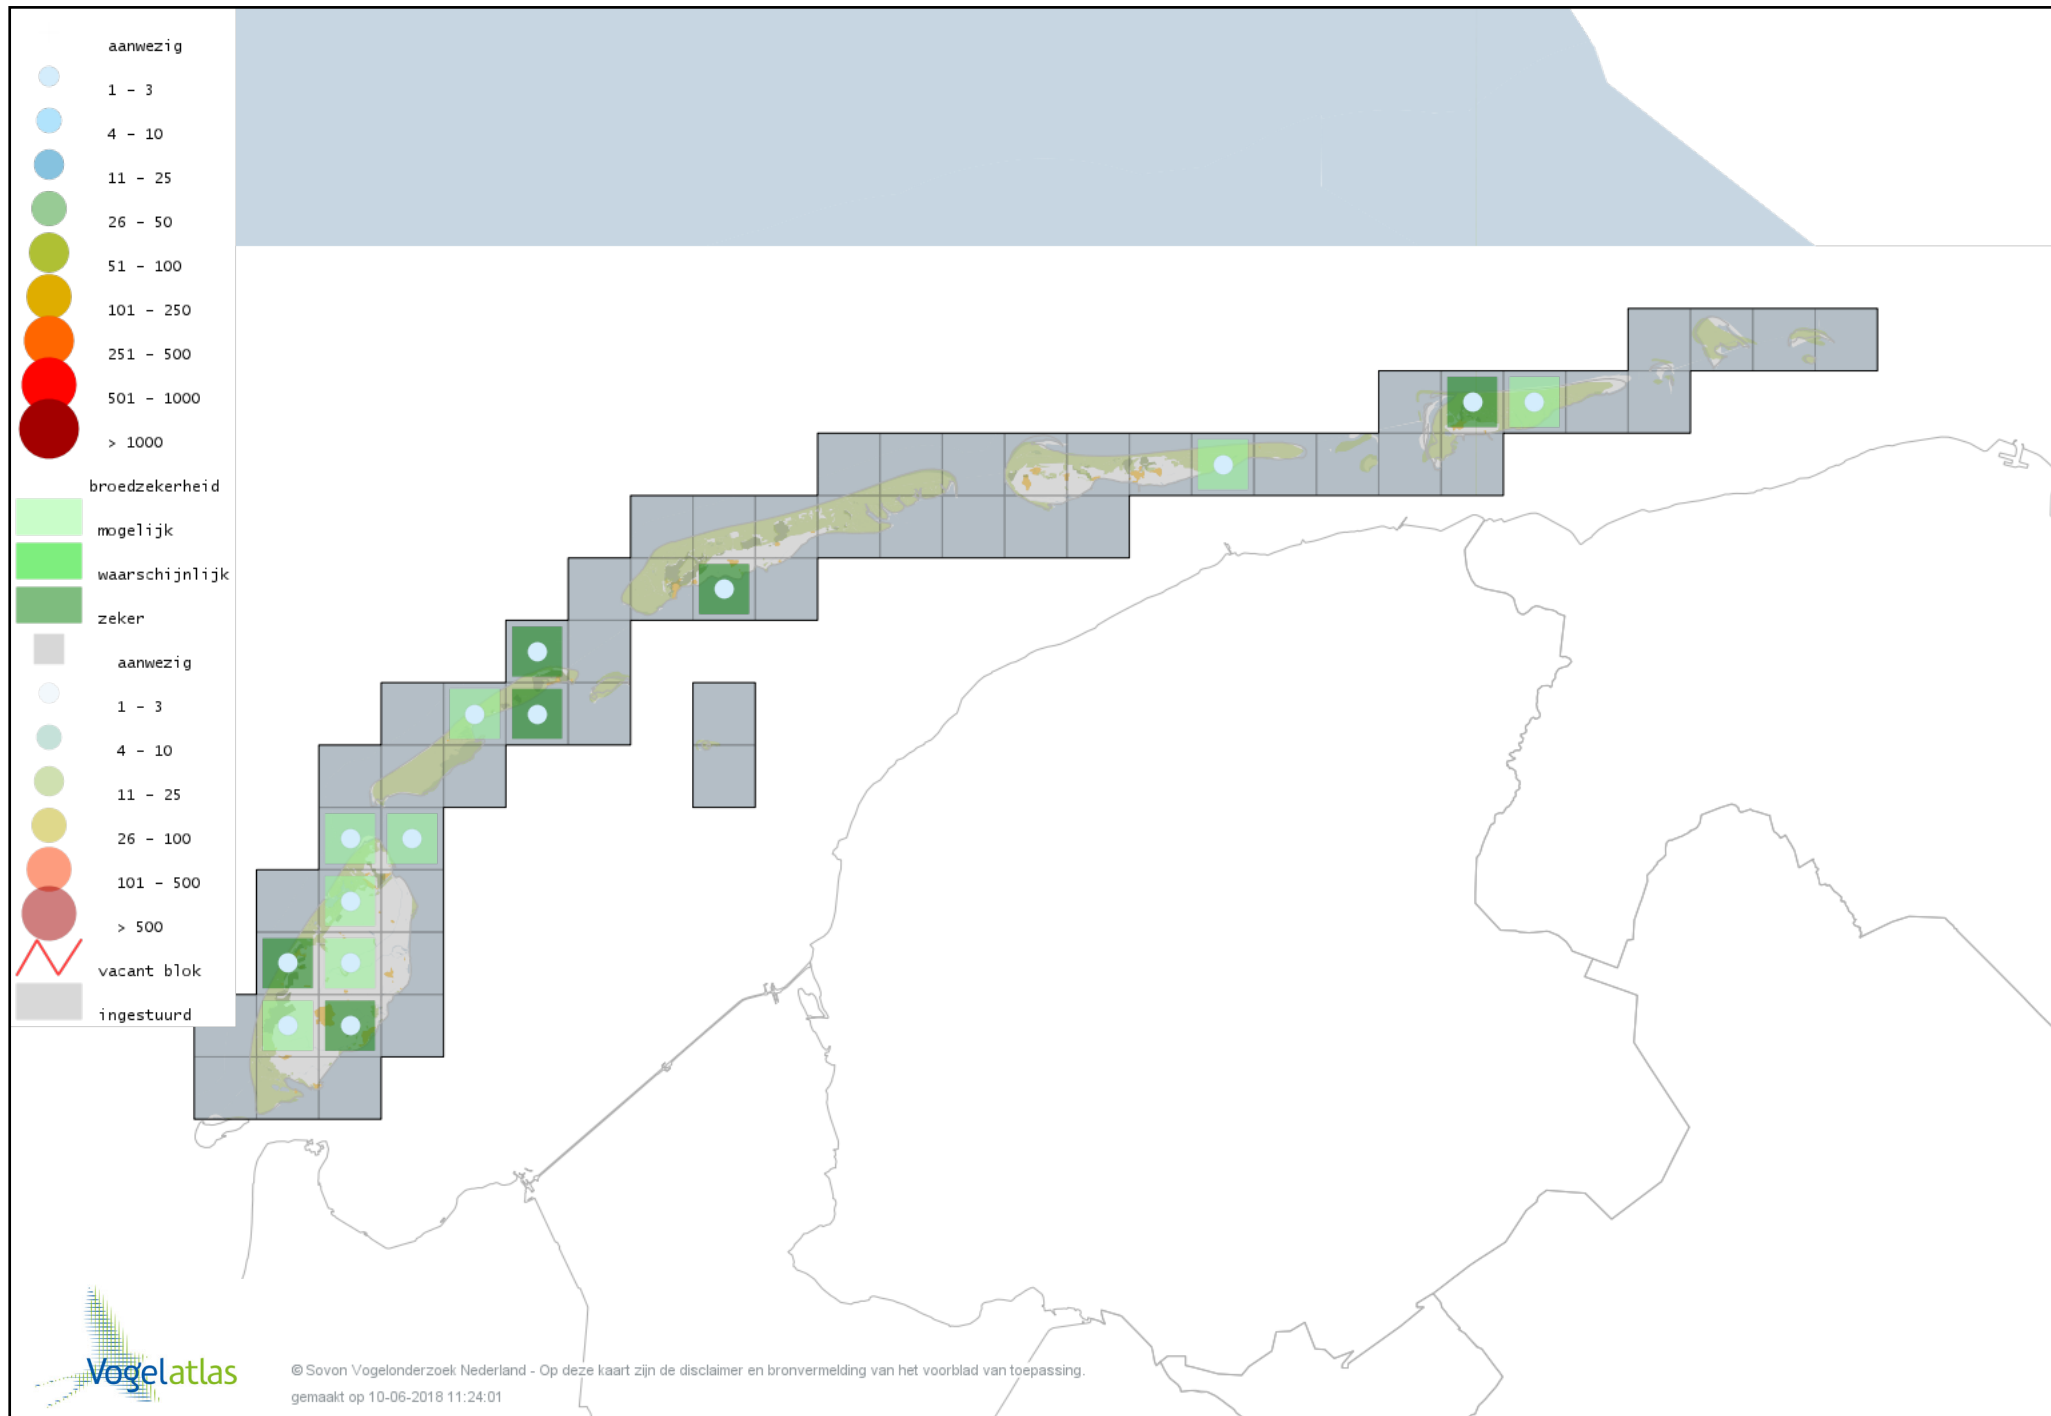 aanwezig
1 - 3
4 - 10
11 - 25
26 - 50
51 - 100
101 - 250
251 - 500
501 - 1000
> 1000
broedzekerheid
mogelijk
waarschijnlijk
zeker
aanwezig
1 - 3
4 - 10
11 - 25
26 - 100
101 - 500
> 500
vacant blok
ingestuurd
Vogelatlas
© Sovon Vogelonderzoek Nederland - Op deze kaart zijn de disclaimer en bronvermelding van het voorblad van toepassing.
gemaakt op 10-06-2018 11:24:01